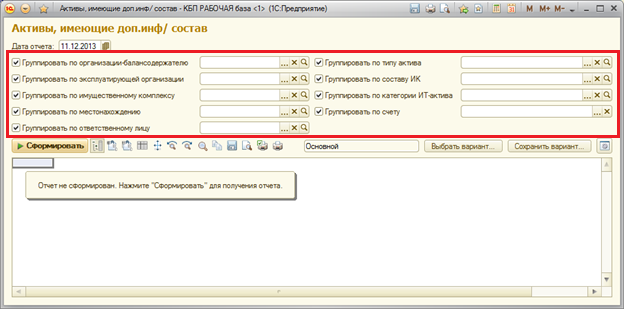 Активы, имеющие доп.инф/ состав - КБП РАБОЧАЯ база <1> (1С:Предприятие)
M M+ M-
Активы, имеющие доп.инф/ состав
Дата отчета: 11.12.2013
Группировать по организации-балансодержателю
Группировать по типу актива
Группировать по эксплуатирующей организации
Группировать по составу ИК
Группировать по имущественному комплексу
Группировать по категории ИТ-актива
Группировать по местонахождению
Группировать по счету
Группировать по ответственному лицу
Сформировать
Основной
Выбрать вариант...
Сохранить вариант...
Отчет не сформирован. Нажмите "Сформировать" для получения отчета.